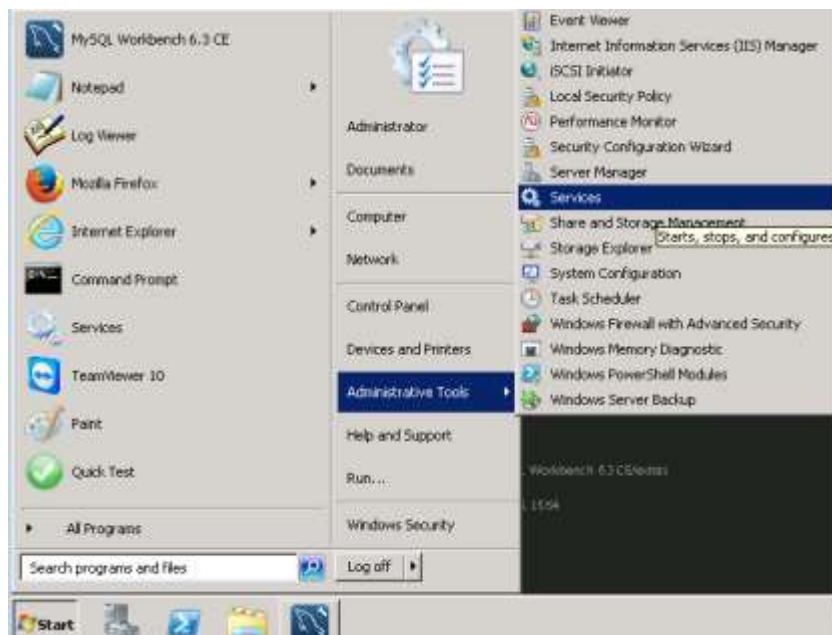 MySQL Workbench 6.3 CE
Notepad
Log Viewer
Mozilla Firefox
Internet Explorer
Command Prompt
Services
TeamViewer 10
Paint
Quick Test
All Programs
Search programs and files
Administrator
Documents
Computer
Network
Control Panel
Devices and Printers
Administrative Tools
Help and Support
Run...
Windows Security
Log off
Event Viewer
Internet Information Services (IIS) Manager
iSCSI Initiator
Local Security Policy
Performance Monitor
Security Configuration Wizard
Server Manager
Services
Share and Storage Management
Starts, stops, and configures
Storage Explorer
System Configuration
Task Scheduler
Windows Firewall with Advanced Security
Windows Memory Diagnostic
Windows PowerShell Modules
Windows Server Backup
Workbench 6.3 CE
Start